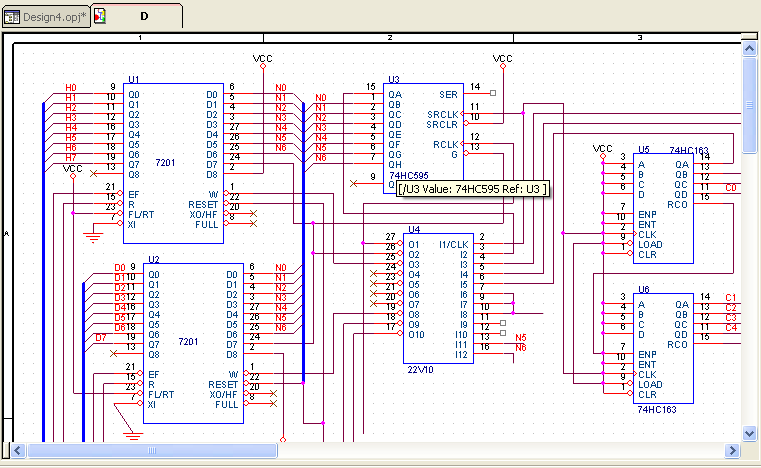 Design4.opj*
D
1
2
3
A
VCC
VCC
VCC
VCC
U1
7201
H0 9 Q0 D0 6 N0
H1 10 Q1 D1 5 N1
H2 11 Q2 D2 4 N2
H3 12 Q3 D3 3 N3
H4 14 Q4 D4 27 N4
H5 Q5 D5 26 N5
H6 Q6 D6 25 N6
H7 Q7 D7 24
13 Q8 D8 2
21 EF W 1
15 R RESET 22
23 FL/RT XO/HF 20
7 XI FULL 8
U3
74HC595
15 QA SER 14
N0 1 QB
N1 2 QC SRCLK 11
N2 3 QD SRCLR 10
N3 4 QE
N4 5 QF RCLK 12
N5 6 QG G 13
N6 7 QH
9 Q
[/U3 Value: 74HC595 Ref: U3 ]
U2
7201
D0 9 Q0 D0 6 N0
D1 10 Q1 D1 5 N1
D2 11 Q2 D2 4 N2
D3 12 Q3 D3 3 N3
D4 Q4 D4 27 N4
D5 Q5 D5 26 N5
D6 Q6 D6 25 N6
D7 19 Q7 D7 24
13 Q8 D8 2
21 EF W 1
15 R RESET 22
23 FL/RT XO/HF 20
7 XI FULL 8
U4
27 O1 I1/CLK 2
26 O2 I2 3
25 O3 I3 4
24 O4 I4 5
23 O5 I5 6
21 O6 I6 7
20 O7 I7 9
19 O8 I8 10
18 O9 I9 11
17 O10 I10 12
I11 13 N5
I12 16 N6
22V10
U5
74HC163
3 A QA 14
4 B QB 13
5 C QC 12
6 D QD 11 C0
RCO 15
7 ENP
10 ENT
2 CLK
9 LOAD
1 CLR
U6
3 A QA 14 C1
4 B QB 13 C2
5 C QC 12 C3
6 D QD 11 C4
RCO 15
7 ENP
10 ENT
2 CLK
9 LOAD
1 CLR
74HC163